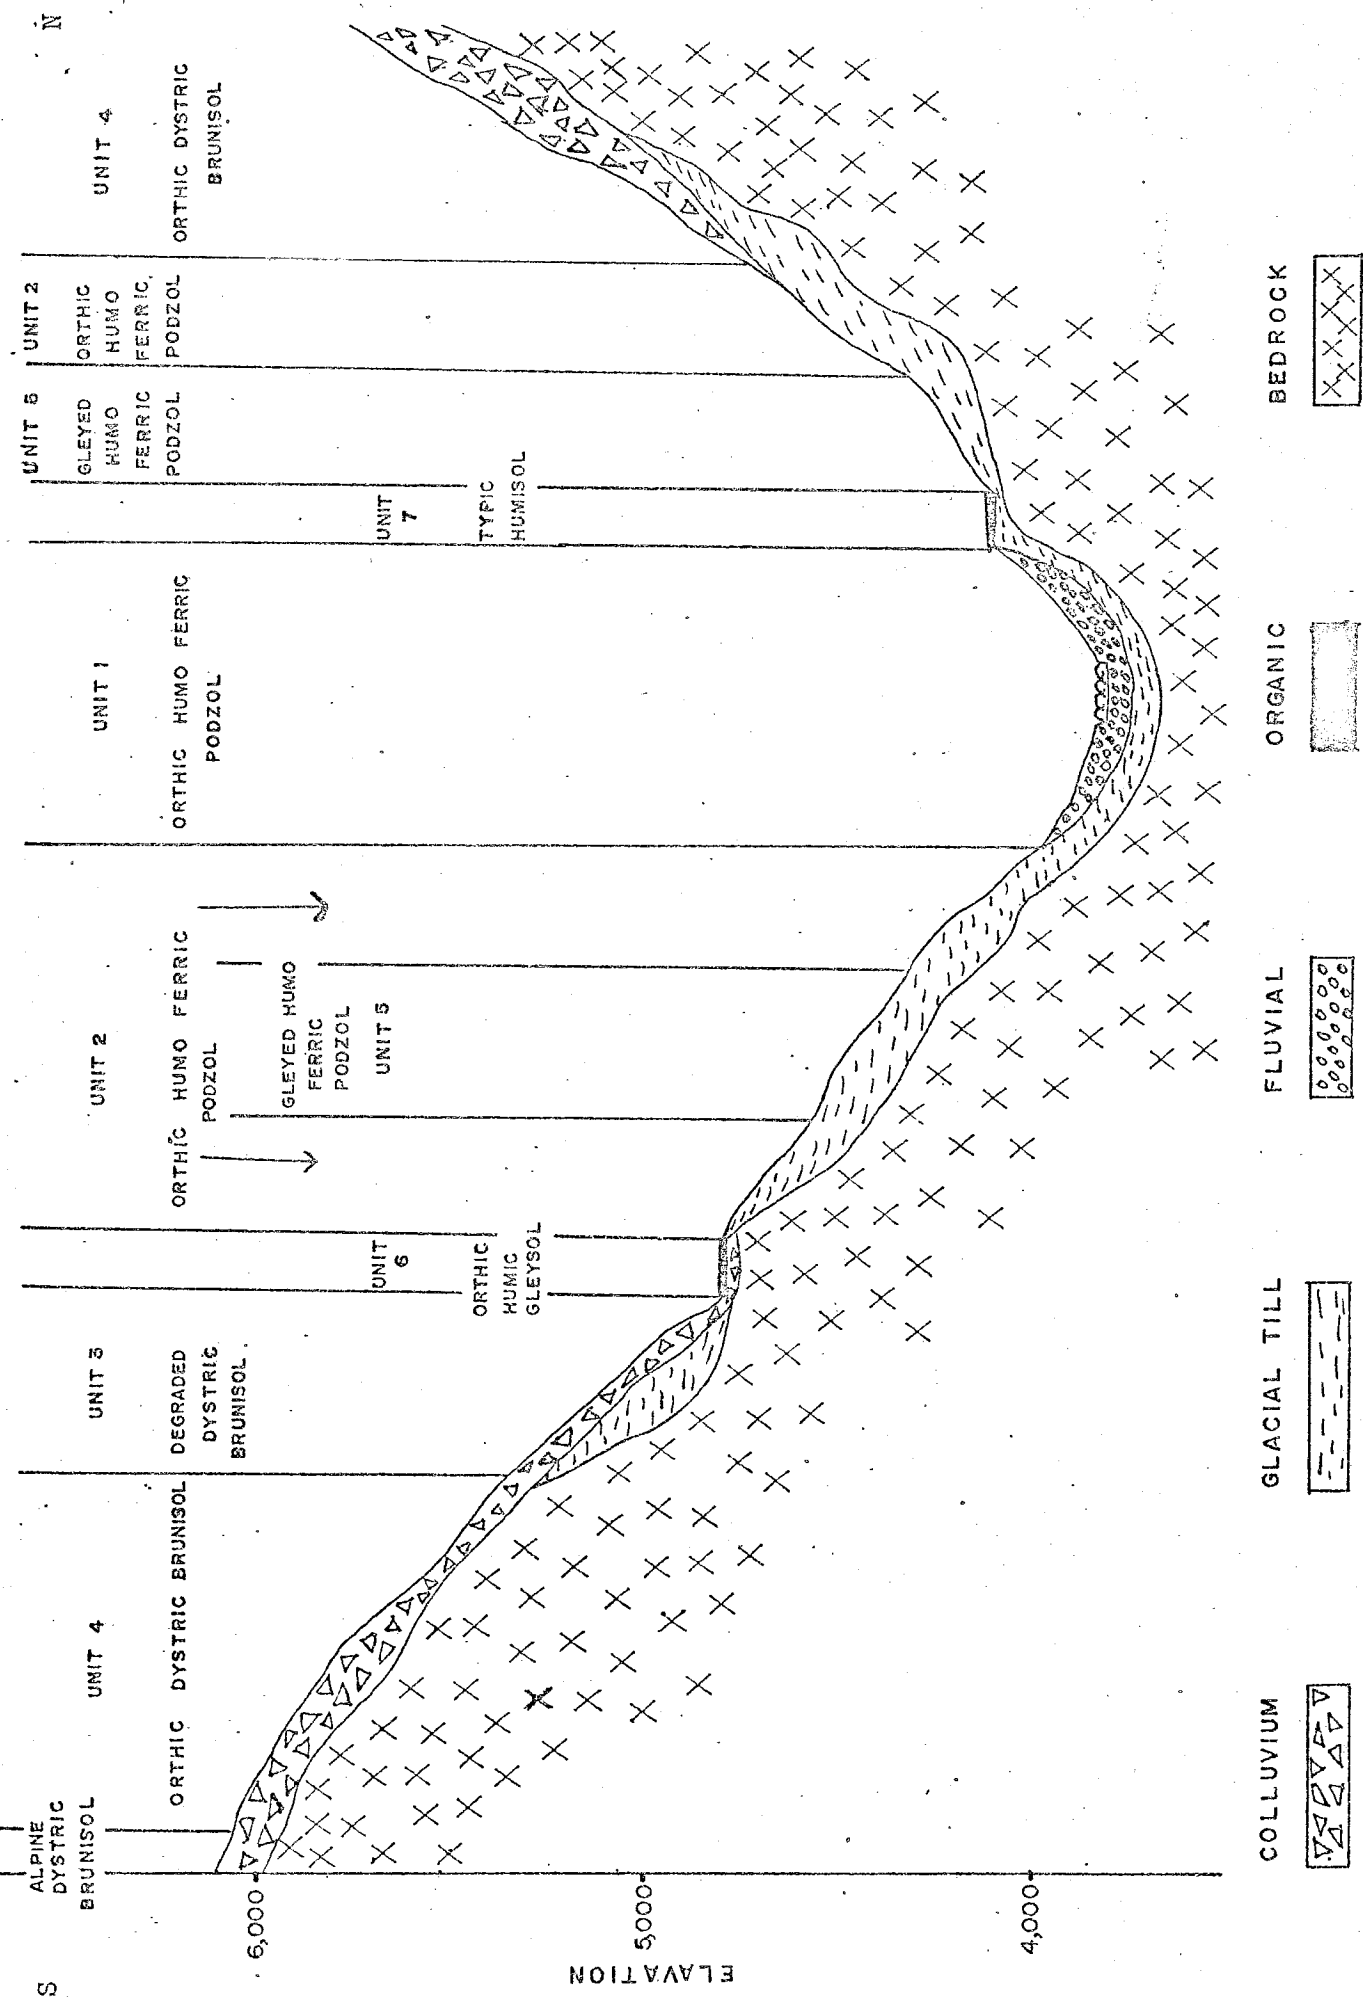 S
N
ALPINE
DYSTRIC
BRUNISOL
UNIT 4
ORTHIC DYSTRIC BRUNISOL
UNIT 3
DEGRADED
DYSTRIC
BRUNISOL.
UNIT
6
ORTHIC
HUMIC
GLEYSOL
UNIT 2
ORTHIC HUMO FERRIC
PODZOL
GLEYED HUMO
FERRIC
PODZOL
UNIT 5
UNIT 1
ORTHIC HUMO FERRIC
PODZOL
UNIT
7
TYPIC
HUMISOL
UNIT 5
GLEYED
HUMO
FERRIC
PODZOL
UNIT 2
ORTHIC
HUMO
FERRIC
PODZOL
UNIT 4
ORTHIC DYSTRIC
BRUNISOL
6,000
5,000
4,000
ELAVATION
COLLUVIUM
GLACIAL TILL
FLUVIAL
ORGANIC
BEDROCK